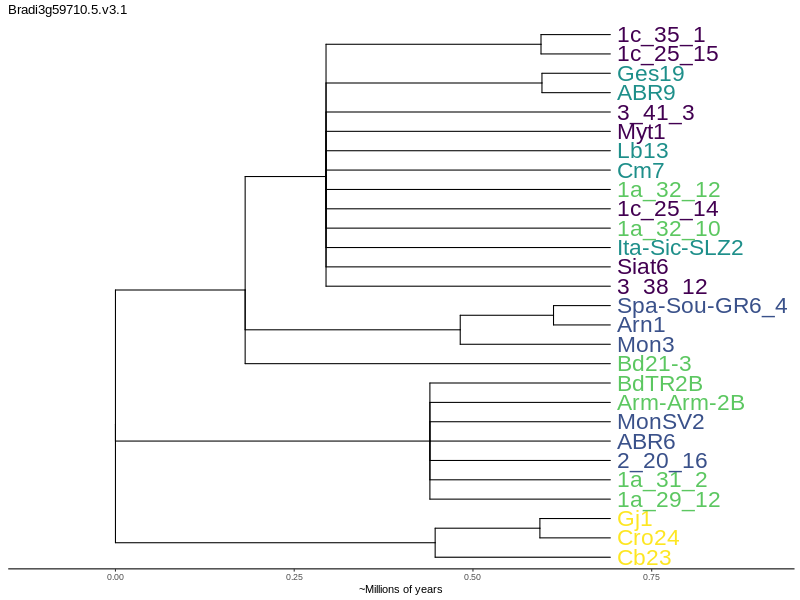 Bradi3g59710.5.v3.1
1c_35_1
1c_25_15
Ges19
ABR9
3_41_3
Myt1
Lb13
Cm7
1a_32_12
1c_25_14
1a_32_10
Ita-Sic-SLZ2
Siat6
3_38_12
Spa-Sou-GR6_4
Arn1
Mon3
Bd21-3
BdTR2B
Arm-Arm-2B
MonSV2
ABR6
2_20_16
1a_31_2
1a_29_12
Gj1
Cro24
Cb23
0.00 0.25 0.50 0.75
~Millions of years